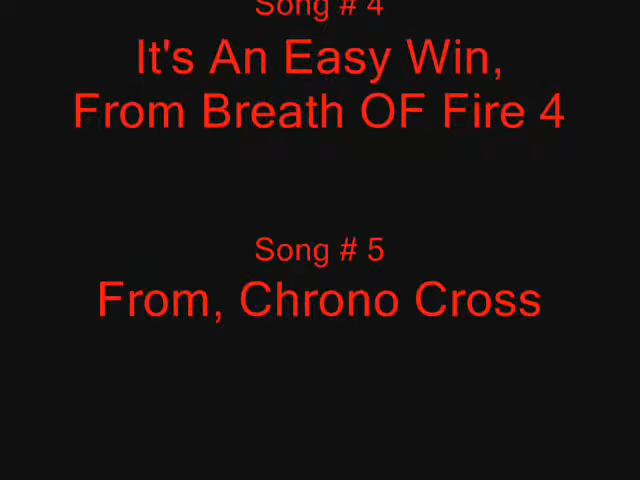 Song # 4
It's An Easy Win,
From Breath OF Fire 4
Song # 5
From, Chrono Cross